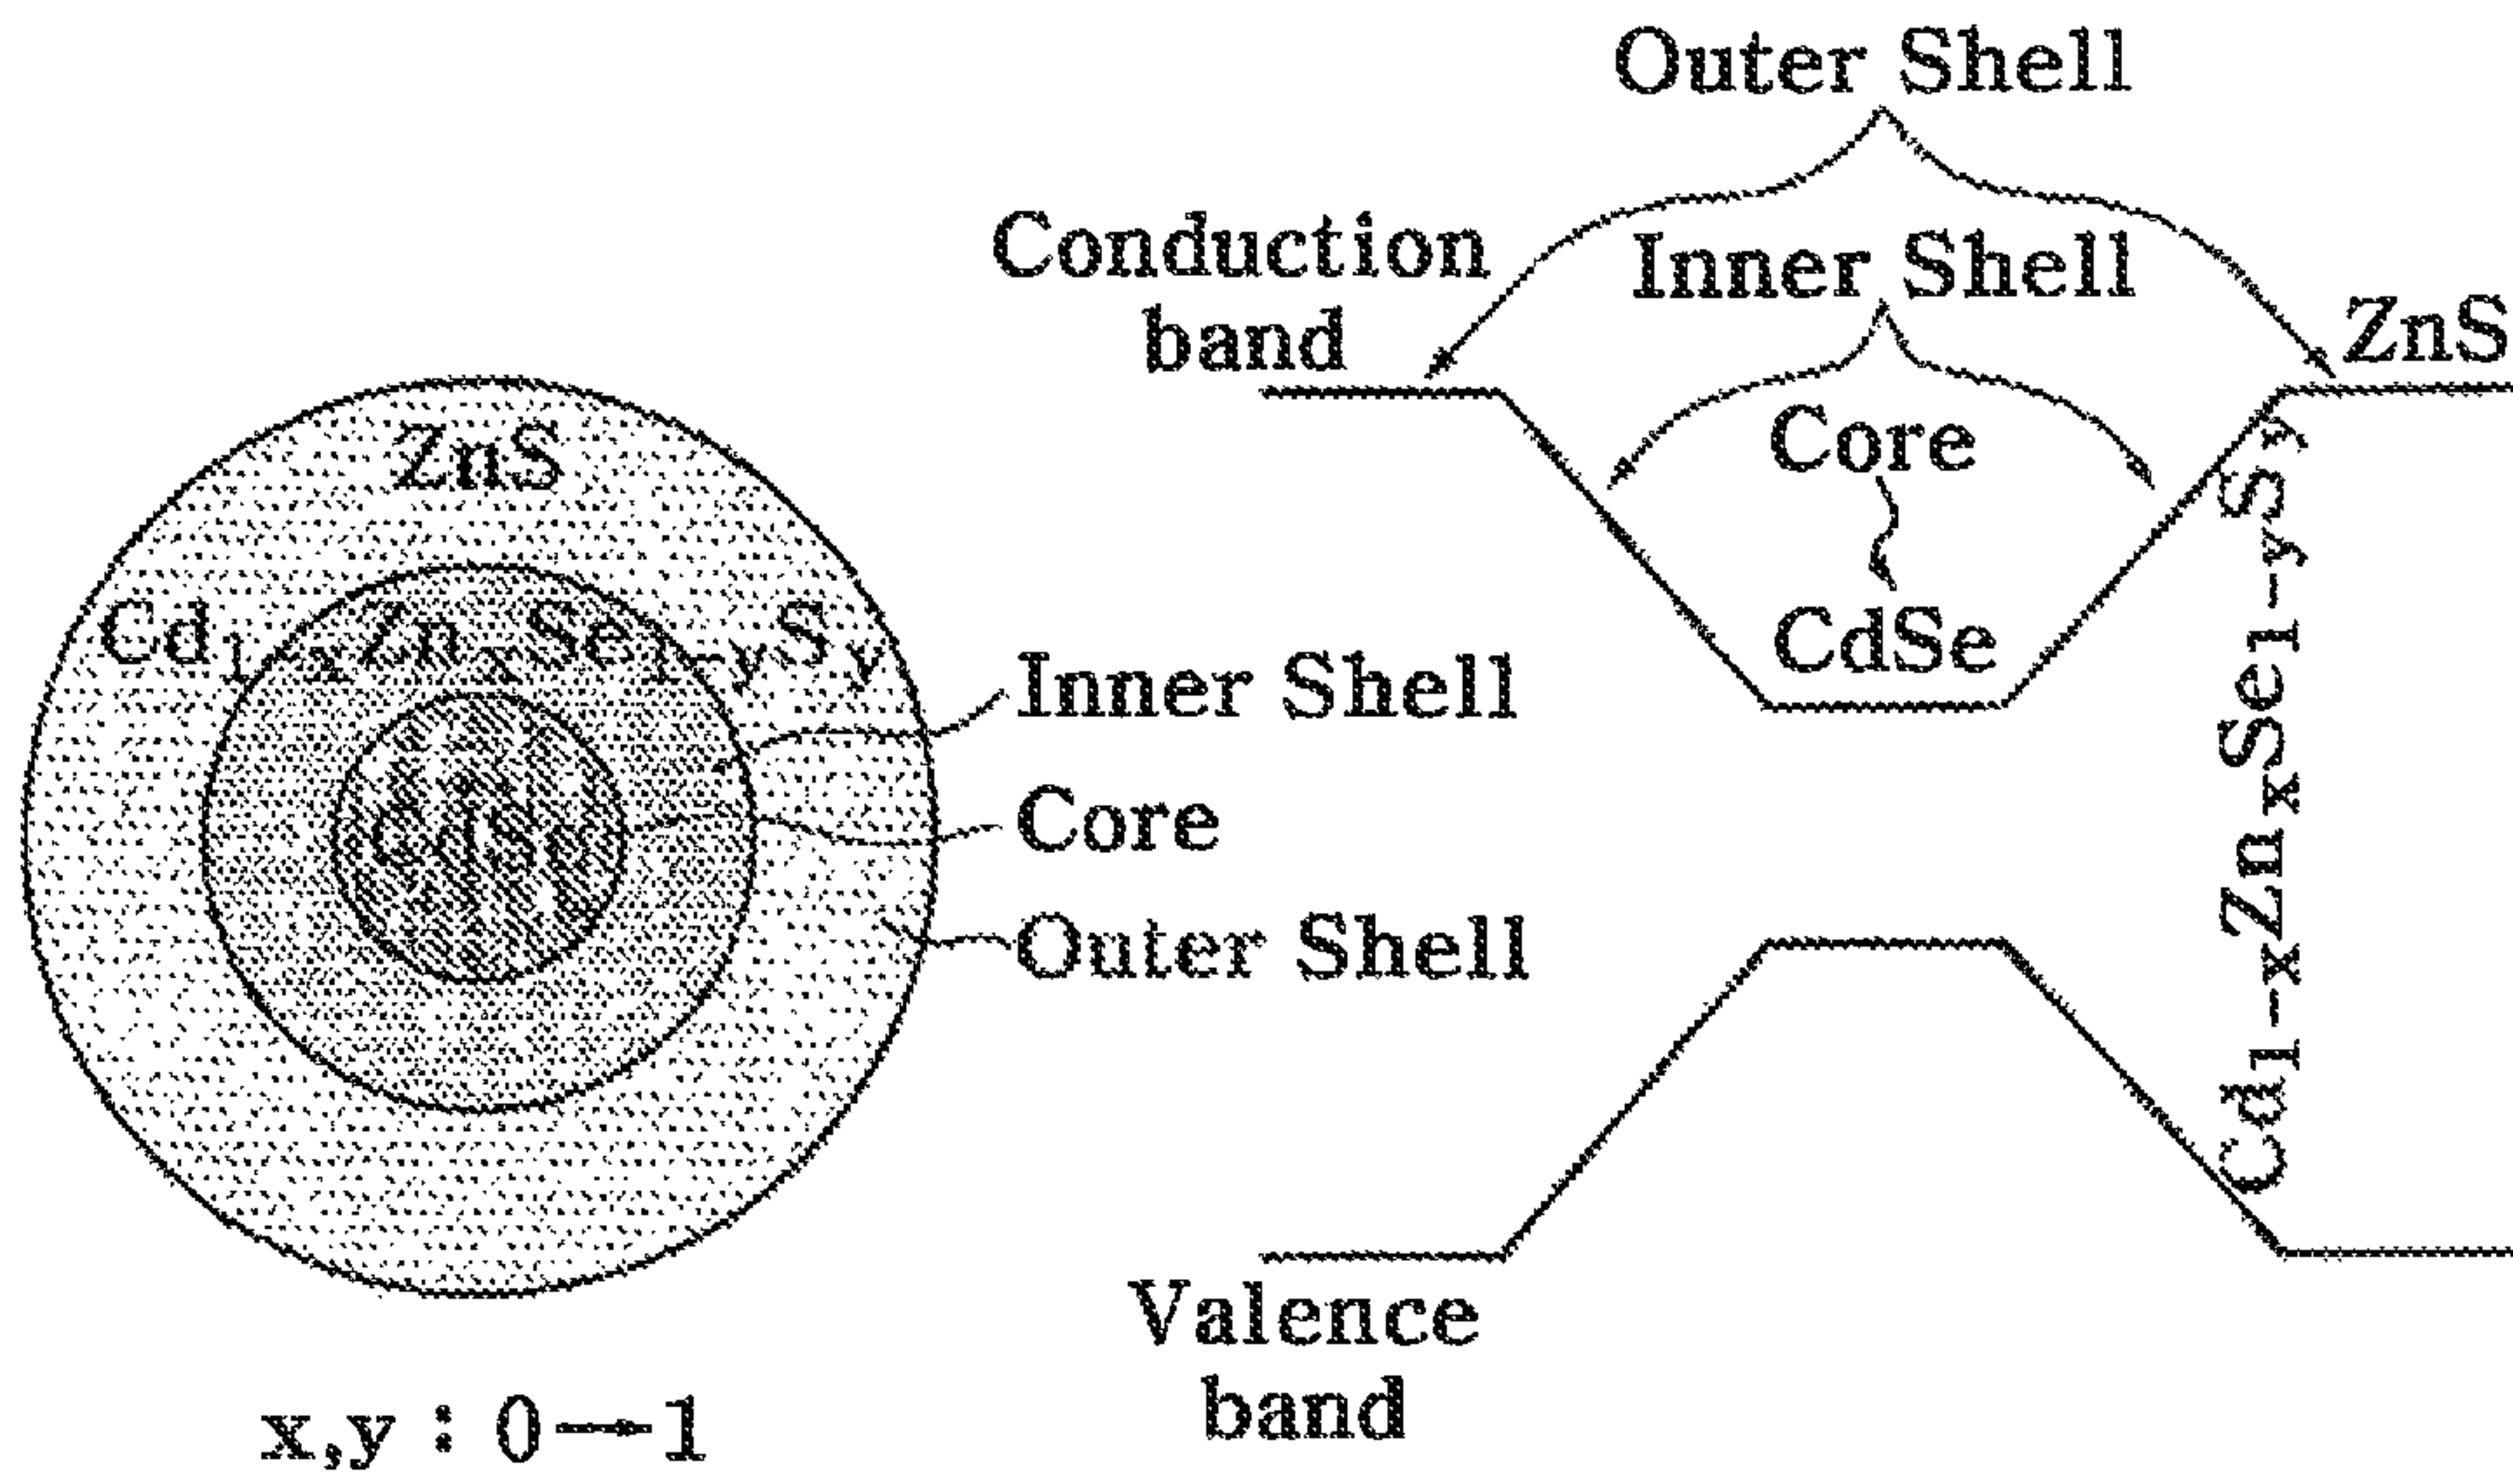 Outer Shell
Conduction
band
Inner Shell
ZnS
Core
CdSe
Cd1-xZnxSe1-ySy
ZnS
Cd1-xZnxSe1-ySy
CdSe
Inner Shell
Core
Outer Shell
Valence
band
x,y : 0→1